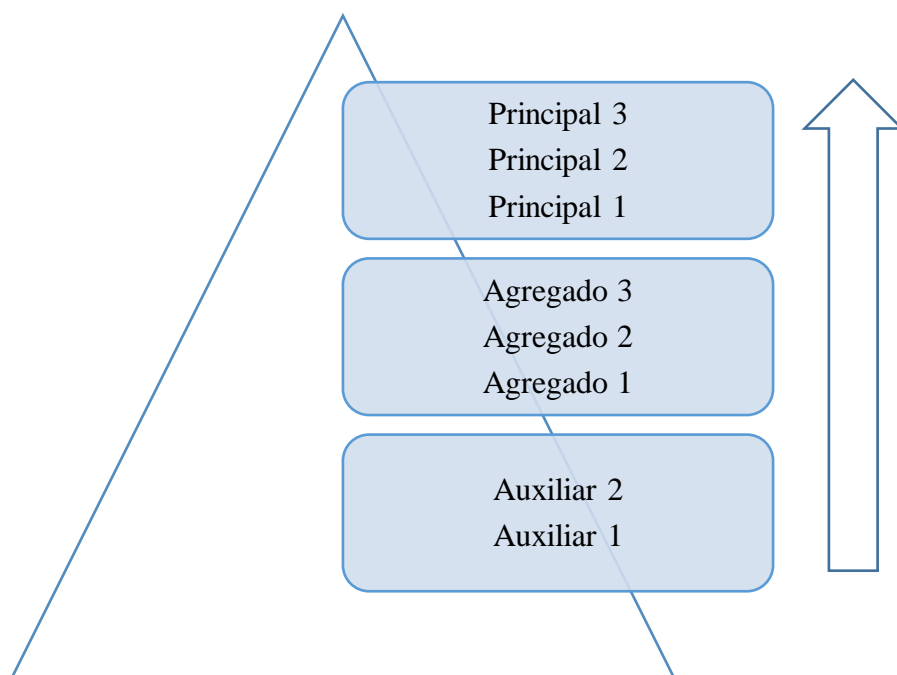 Principal 3
Principal 2
Principal 1
Agregado 3
Agregado 2
Agregado 1
Auxiliar 2
Auxiliar 1